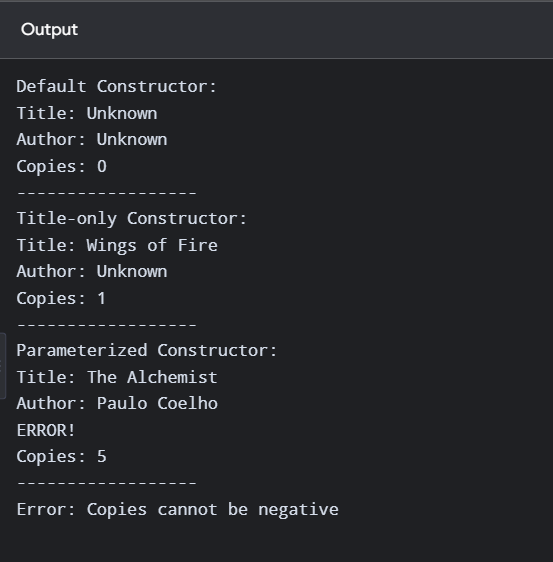 Output
Default Constructor:
Title: Unknown
Author: Unknown
Copies: 0
------------------
Title-only Constructor:
Title: Wings of Fire
Author: Unknown
Copies: 1
------------------
Parameterized Constructor:
Title: The Alchemist
Author: Paulo Coelho
ERROR!
Copies: 5
------------------
Error: Copies cannot be negative